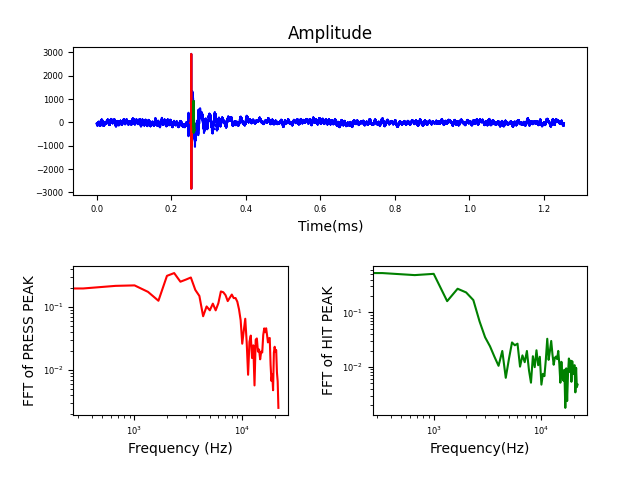 Amplitude
3000
2000
1000
0
−1000
−2000
−3000
0.0 0.2 0.4 0.6 0.8 1.0 1.2
Time(ms)
FFT of PRESS PEAK
10⁻¹
10⁻²
10³ 10⁴
Frequency (Hz)
FFT of HIT PEAK
10⁻¹
10⁻²
10³ 10⁴
Frequency(Hz)